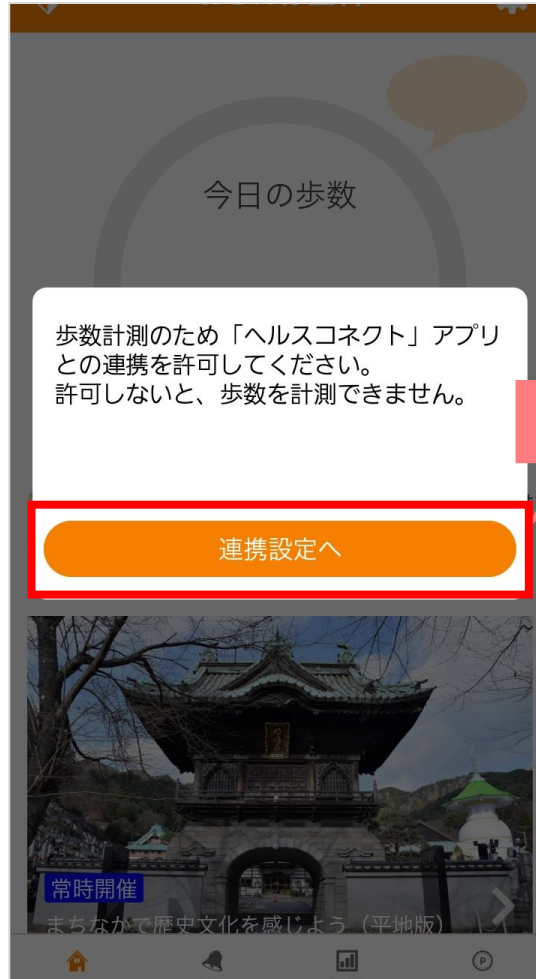 今日の歩数
歩数計測のため「ヘルスコネクト」アプリ
との連携を許可してください。
許可しないと、歩数を計測できません。
連携設定へ
常時開催
まちなかで歴史文化を感じよう（平地版）
P